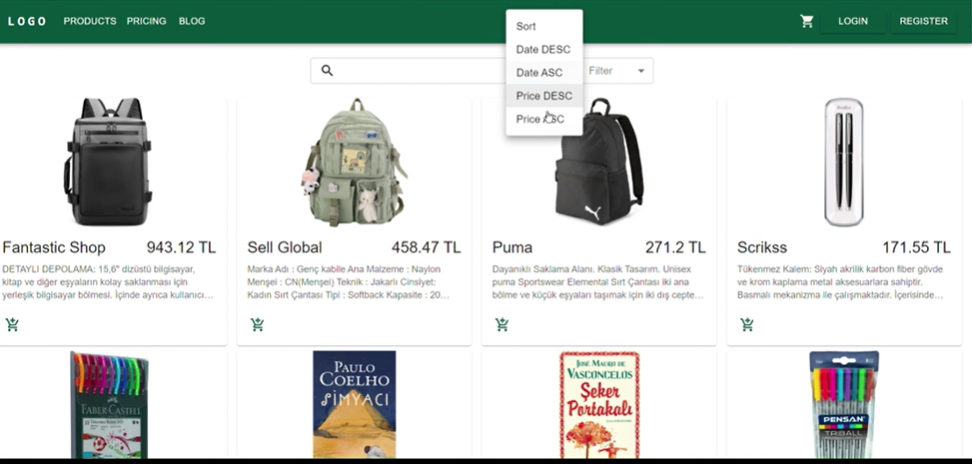 LOGO PRODUCTS PRICING BLOG LOGIN REGISTER
Sort
Date DESC
Date ASC
Price DESC
Price ASC
Filter
Fantastic Shop 943.12 TL
DETAYLI DEPOLAMA: 15,6" dizüstü bilgisayar,
kitap ve diğer eşyaların kolay saklanması için
yerleşik bilgisayar bölmesi. İçinde ayrıca kullanıcı…
Sell Global 458.47 TL
Marka Adı : Genç kabile Ana Malzeme : Naylon
Menşei : CN(Menşei) Teknik : Jakarlı Cinsiyet:
Kadın Sırt Çantası Tipi : Softback Kapasite : 20…
Puma 271.2 TL
Dayanıklı Saklama Alanı. Klasik Tasarım. Unisex
puma Sportswear Elemental Sırt Çantası iki ana
bölme ve küçük eşyaları taşımak için iki dış cepte…
Scrikss 171.55 TL
Tükenmez Kalem: Siyah akrilik karbon fiber gövde
ve krom kaplama metal aksesuarlara sahiptir.
Basmalı mekanizma ile çalışmaktadır. İçerisinde…
FABER-CASTELL
PAULO
COELHO
SİMYACI
JOSÉ MAURO DE
VASCONCELOS
Şeker
Portakalı
PENSAN
TRIBALL